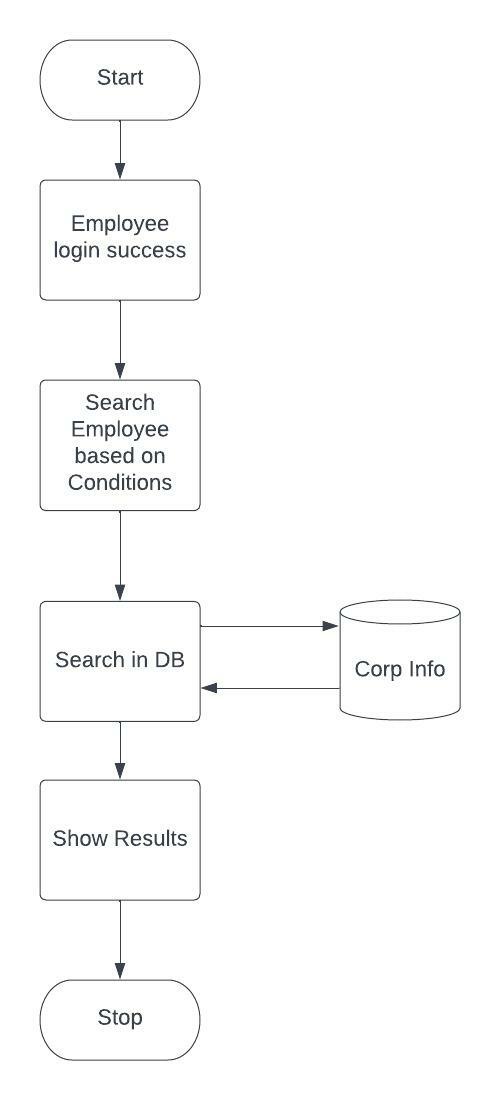 Start
Employee
login success
Search
Employee
based on
Conditions
Search in DB
Corp Info
Show Results
Stop